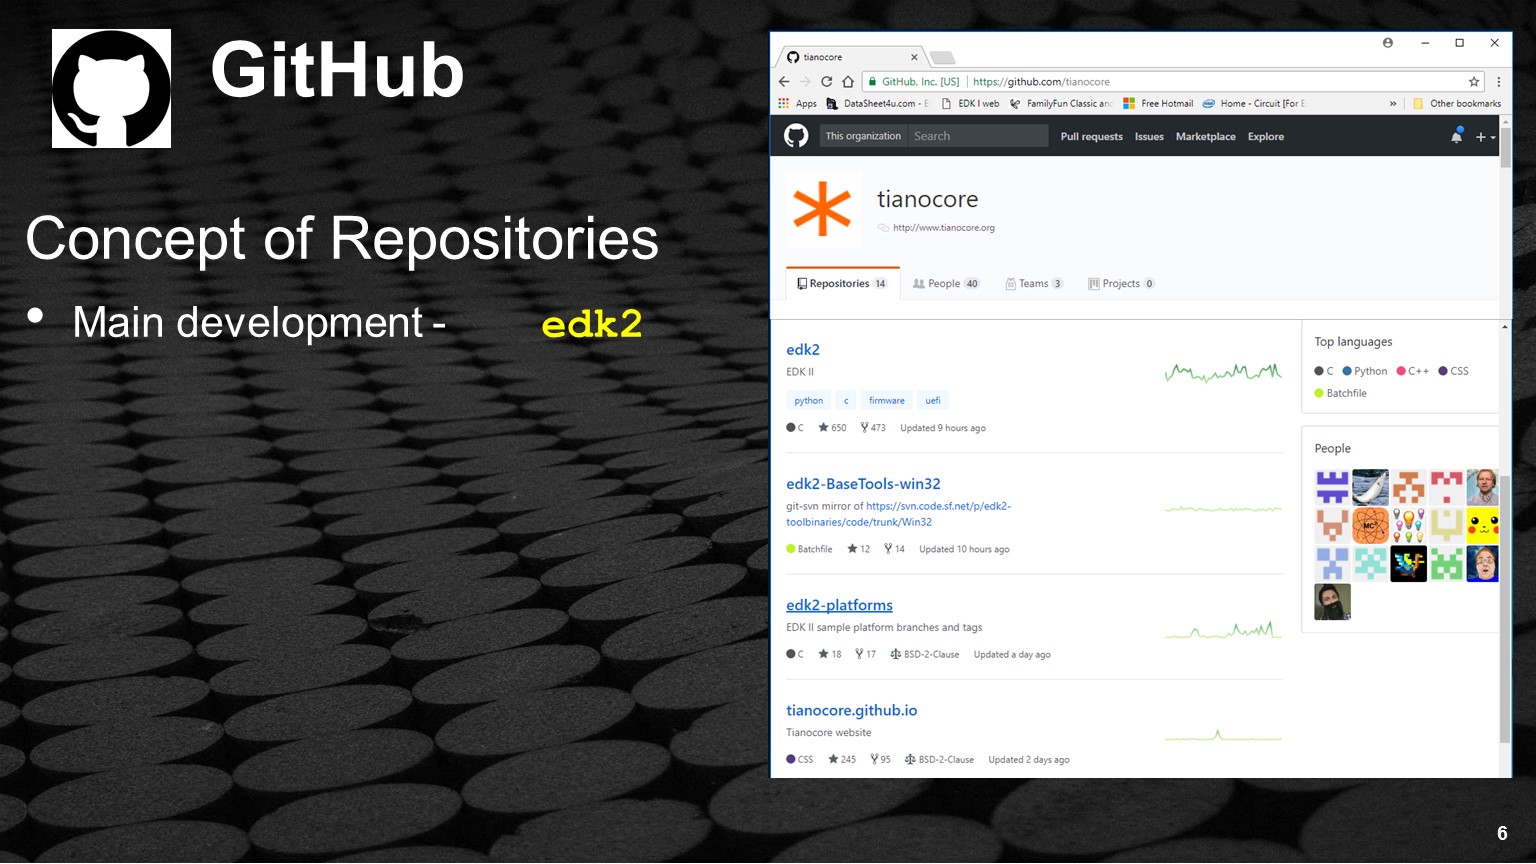 GitHub
Concept of Repositories
• Main development - edk2
tianocore
GitHub, Inc. [US] | https://github.com/tianocore
Apps DataSheet4u.com - E EDK I web FamilyFun Classic and Free Hotmail Home - Circuit [For E » Other bookmarks
This organization Search Pull requests Issues Marketplace Explore
tianocore
http://www.tianocore.org
Repositories 14 People 40 Teams 3 Projects 0
edk2
EDK II
python c firmware uefi
C 650 473 Updated 9 hours ago
edk2-BaseTools-win32
git-svn mirror of https://svn.code.sf.net/p/edk2-
toolbinaries/code/trunk/Win32
Batchfile 12 14 Updated 10 hours ago
edk2-platforms
EDK II sample platform branches and tags
C 18 17 BSD-2-Clause Updated a day ago
tianocore.github.io
Tianocore website
CSS 245 95 BSD-2-Clause Updated 2 days ago
Top languages
C Python C++ CSS
Batchfile
People
6